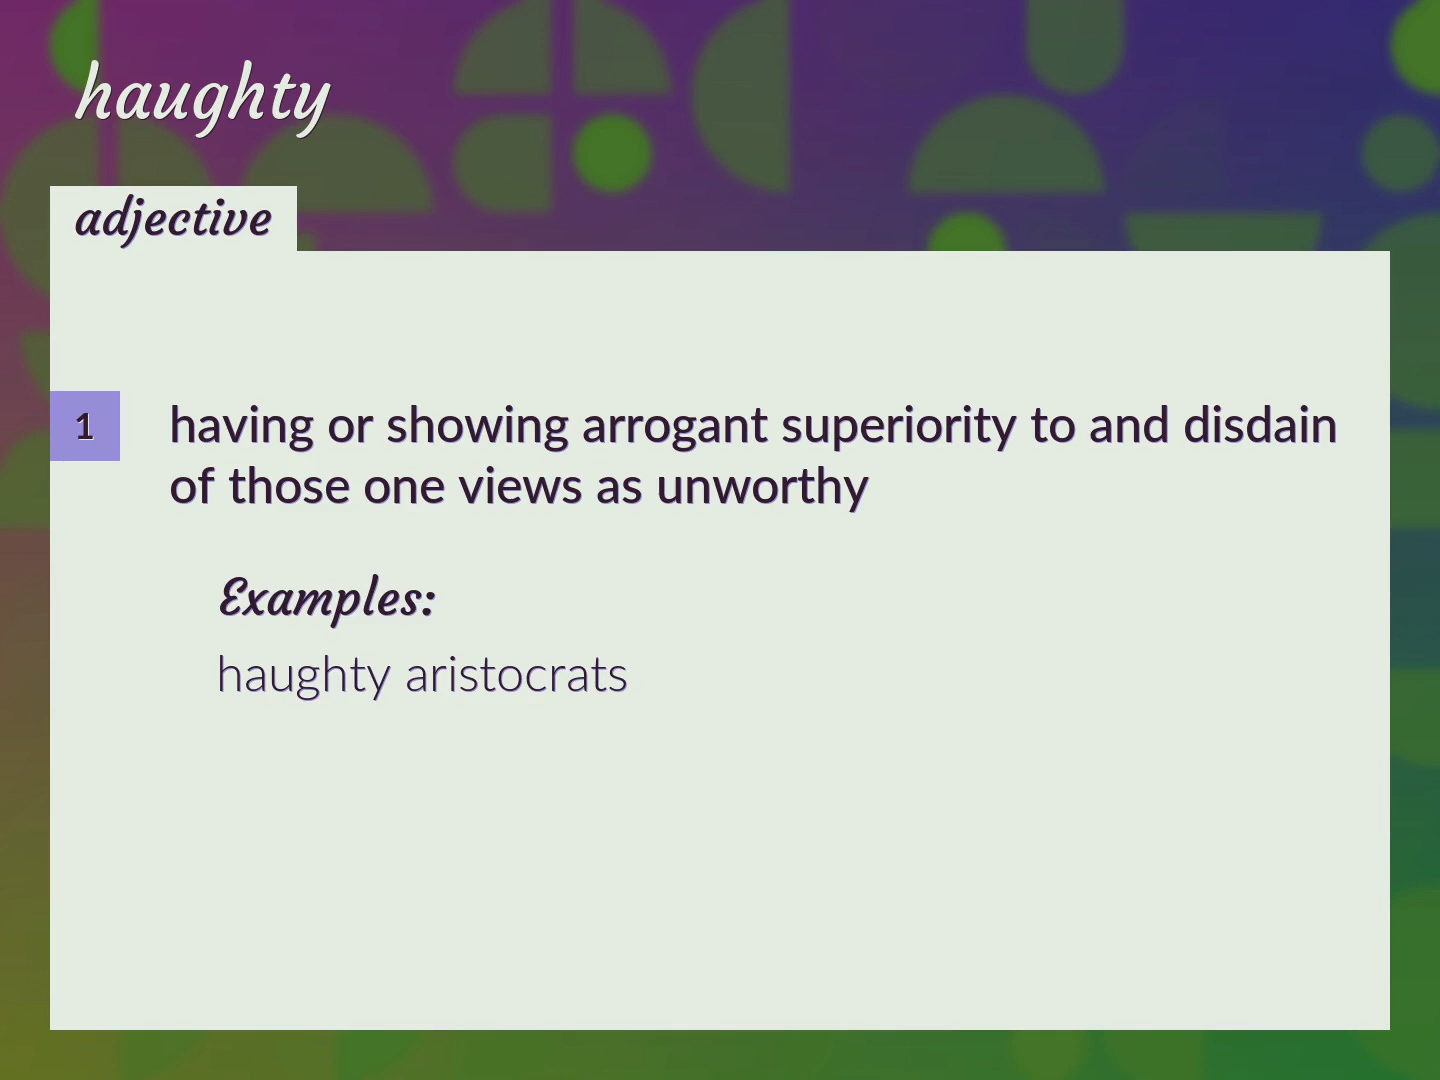 haughty
adjective
1
having or showing arrogant superiority to and disdain
of those one views as unworthy
Examples:
haughty aristocrats